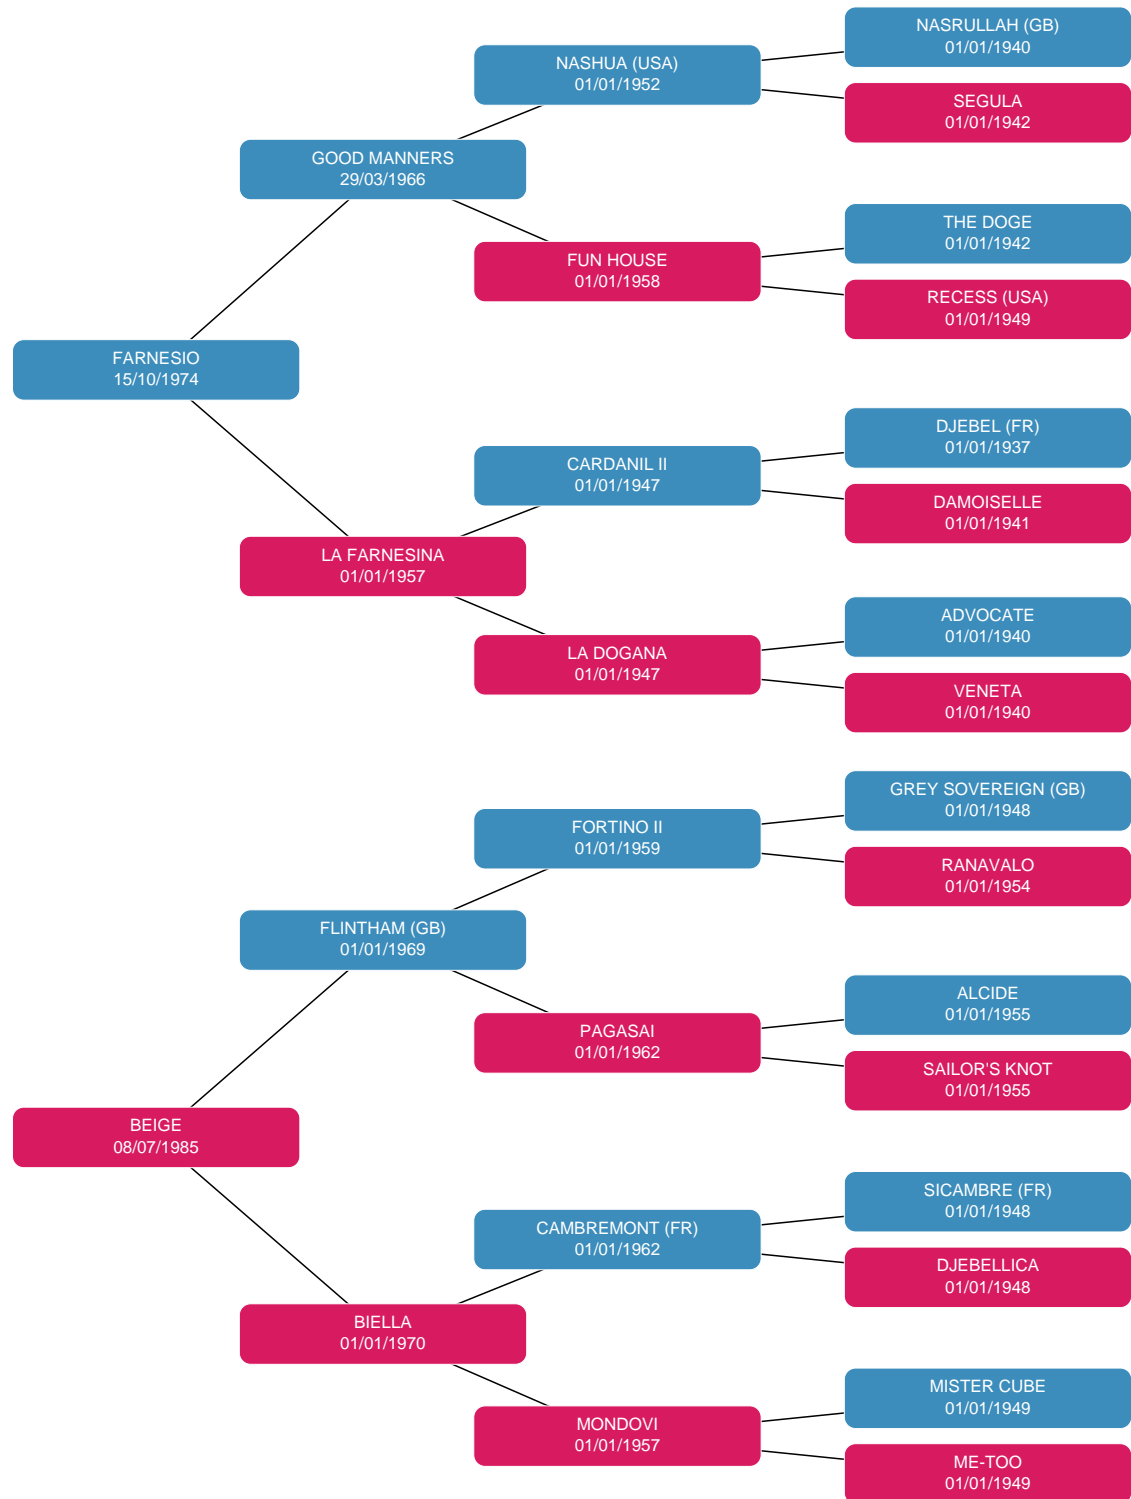 NASRULLAH (GB)
01/01/1940
NASHUA (USA)
01/01/1952
SEGULA
01/01/1942
GOOD MANNERS
29/03/1966
THE DOGE
01/01/1942
FUN HOUSE
01/01/1958
RECESS (USA)
01/01/1949
FARNESIO
15/10/1974
DJEBEL (FR)
01/01/1937
CARDANIL II
01/01/1947
DAMOISELLE
01/01/1941
LA FARNESINA
01/01/1957
ADVOCATE
01/01/1940
LA DOGANA
01/01/1947
VENETA
01/01/1940
GREY SOVEREIGN (GB)
01/01/1948
FORTINO II
01/01/1959
RANAVALO
01/01/1954
FLINTHAM (GB)
01/01/1969
ALCIDE
01/01/1955
PAGASAI
01/01/1962
SAILOR'S KNOT
01/01/1955
BEIGE
08/07/1985
SICAMBRE (FR)
01/01/1948
CAMBREMONT (FR)
01/01/1962
DJEBELLICA
01/01/1948
BIELLA
01/01/1970
MISTER CUBE
01/01/1949
MONDOVI
01/01/1957
ME-TOO
01/01/1949